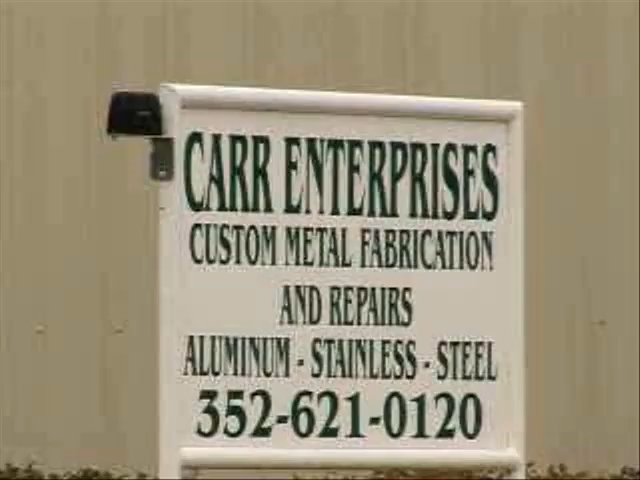 CARR ENTERPRISES
CUSTOM METAL FABRICATION
AND REPAIRS
ALUMINUM - STAINLESS - STEEL
352-621-0120